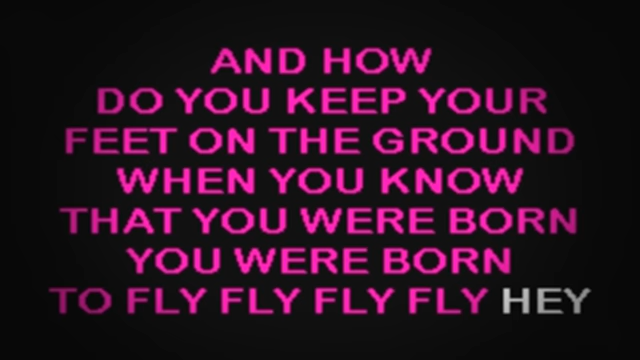 AND HOW
DO YOU KEEP YOUR
FEET ON THE GROUND
WHEN YOU KNOW
THAT YOU WERE BORN
YOU WERE BORN
TO FLY FLY FLY FLY HEY